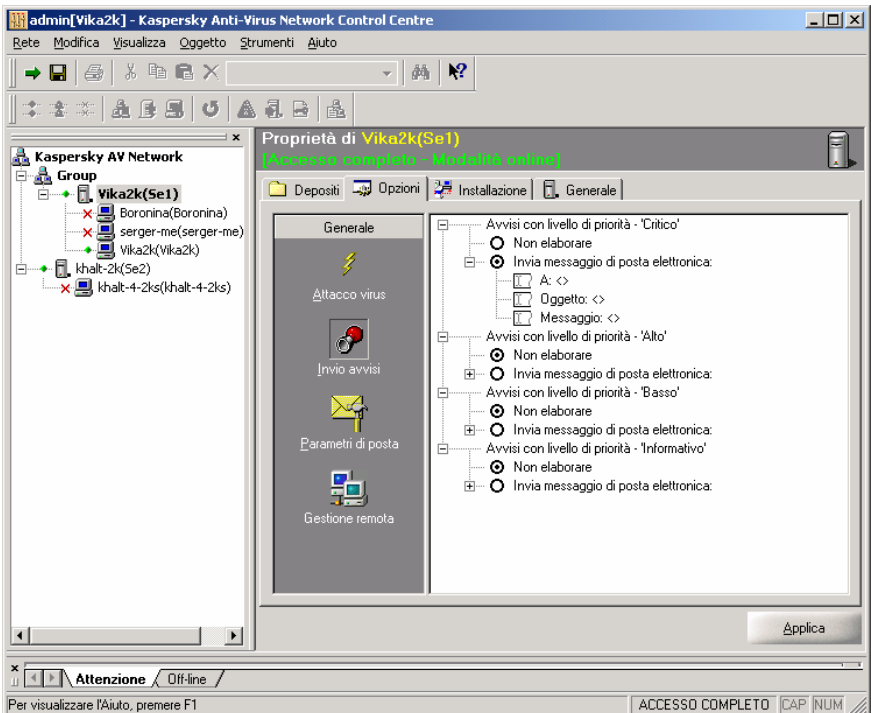 admin[Vika2k] - Kaspersky Anti-Virus Network Control Centre
Rete Modifica Visualizza Oggetto Strumenti Aiuto
Kaspersky AV Network
Group
Vika2k(Se1)
Boronina(Boronina)
serger-me(serger-me)
Vika2k(Vika2k)
khalt-2k(Se2)
khalt-4-2ks(khalt-4-2ks)
Proprietà di Vika2k(Se1)
[Accesso completo - Modalità online]
Depositi Opzioni Installazione Generale
Generale
Attacco virus
Invio avvisi
Parametri di posta
Gestione remota
Avvisi con livello di priorità - 'Critico'
Non elaborare
Invia messaggio di posta elettronica:
A: <>
Oggetto: <>
Messaggio: <>
Avvisi con livello di priorità - 'Alto'
Non elaborare
Invia messaggio di posta elettronica:
Avvisi con livello di priorità - 'Basso'
Non elaborare
Invia messaggio di posta elettronica:
Avvisi con livello di priorità - 'Informativo'
Non elaborare
Invia messaggio di posta elettronica:
Applica
Attenzione Off-line
Per visualizzare l'Aiuto, premere F1
ACCESSO COMPLETO CAP NUM